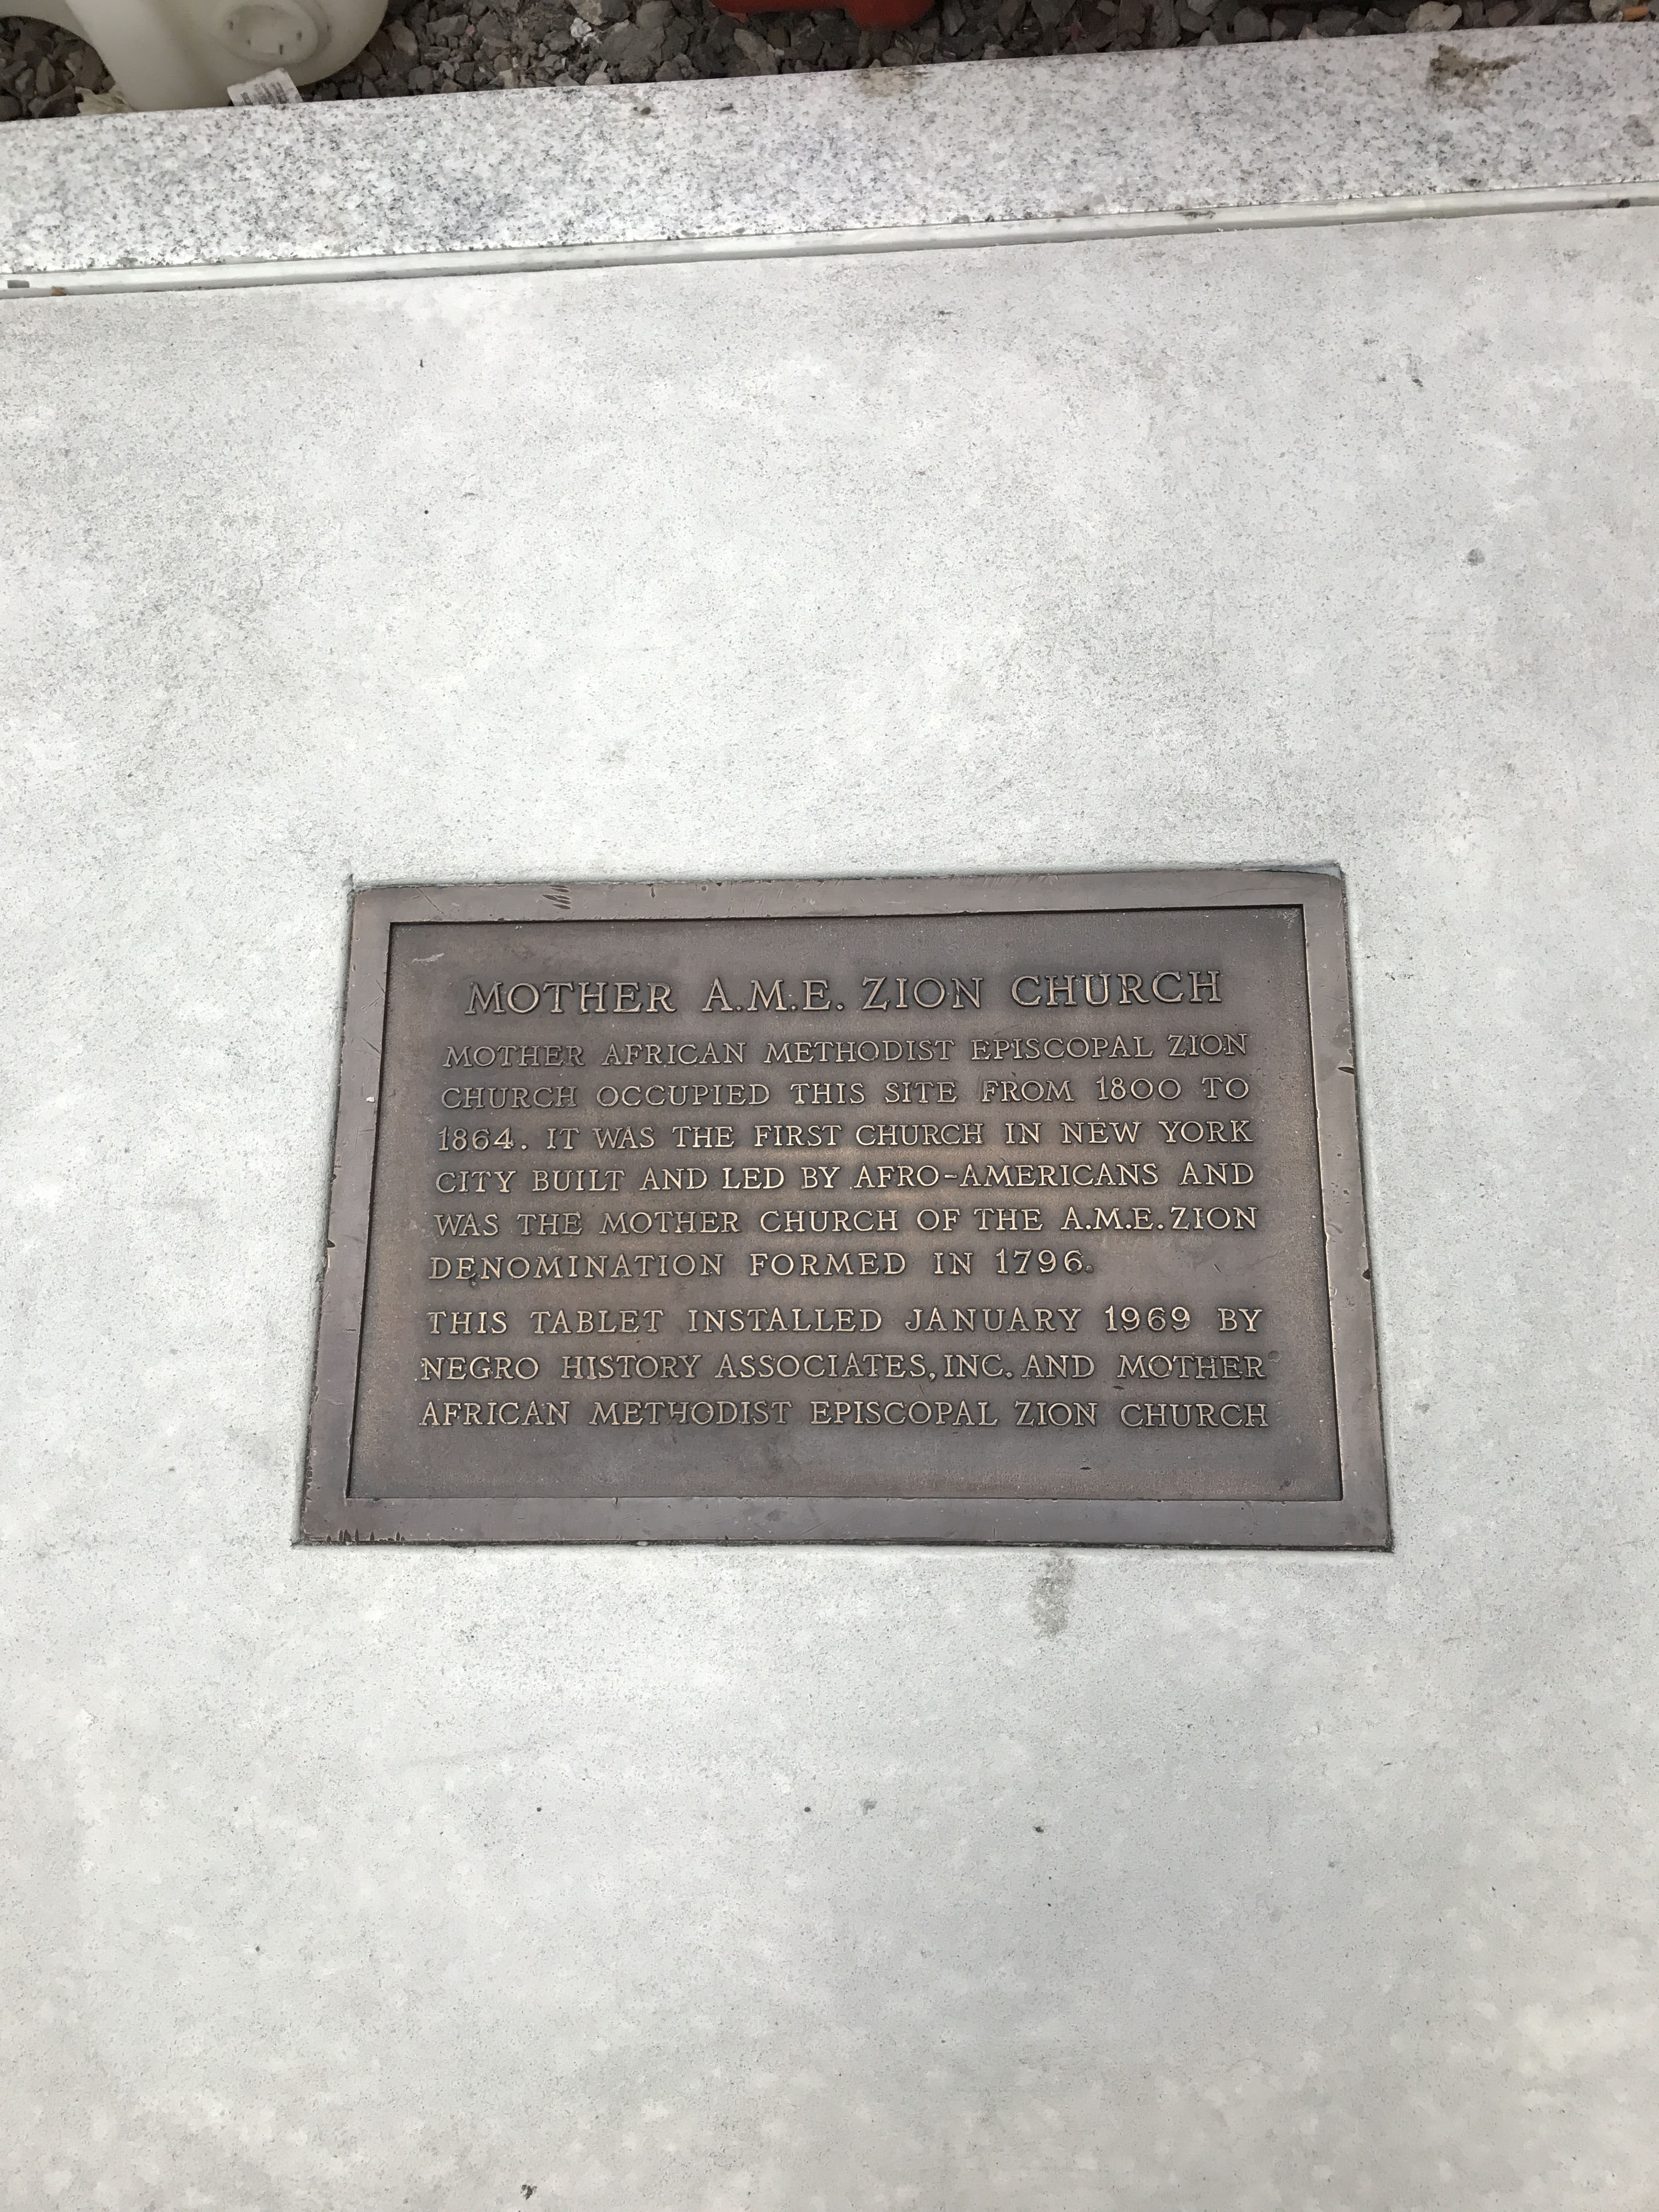 MOTHER A.M.E. ZION CHURCH
MOTHER AFRICAN METHODIST EPISCOPAL ZION
CHURCH OCCUPIED THIS SITE FROM 1800 TO
1864. IT WAS THE FIRST CHURCH IN NEW YORK
CITY BUILT AND LED BY AFRO-AMERICANS AND
WAS THE MOTHER CHURCH OF THE A.M.E. ZION
DENOMINATION FORMED IN 1796.
THIS TABLET INSTALLED JANUARY 1969 BY
NEGRO HISTORY ASSOCIATES, INC. AND MOTHER
AFRICAN METHODIST EPISCOPAL ZION CHURCH